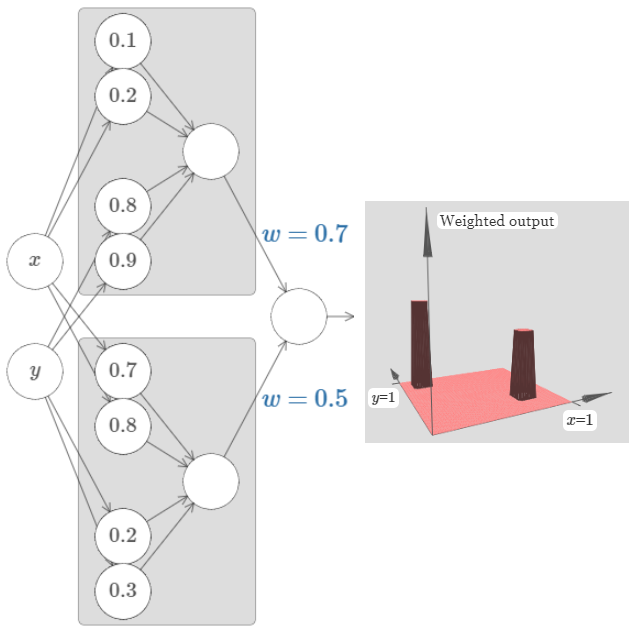 0.1
0.2
0.8
x
0.9
w = 0.7
y
0.7
0.8
w = 0.5
0.2
0.3
Weighted output
y=1
x=1